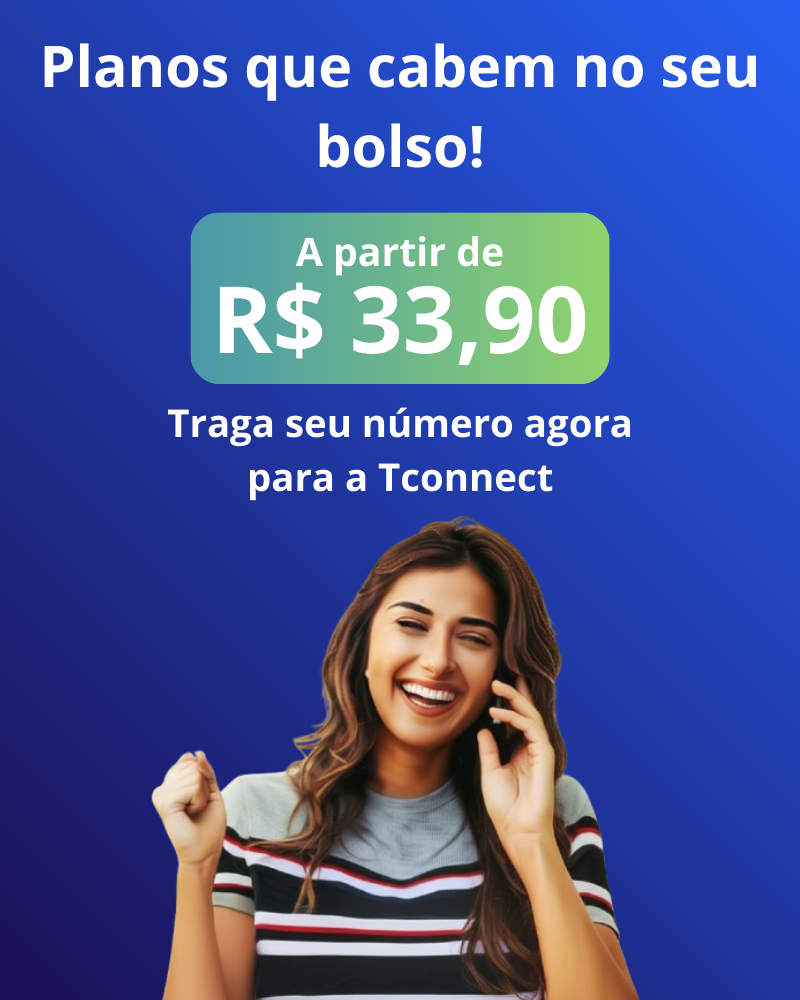 Planos que cabem no seu
bolso!
A partir de
R$ 33,90
Traga seu número agora
para a Tconnect